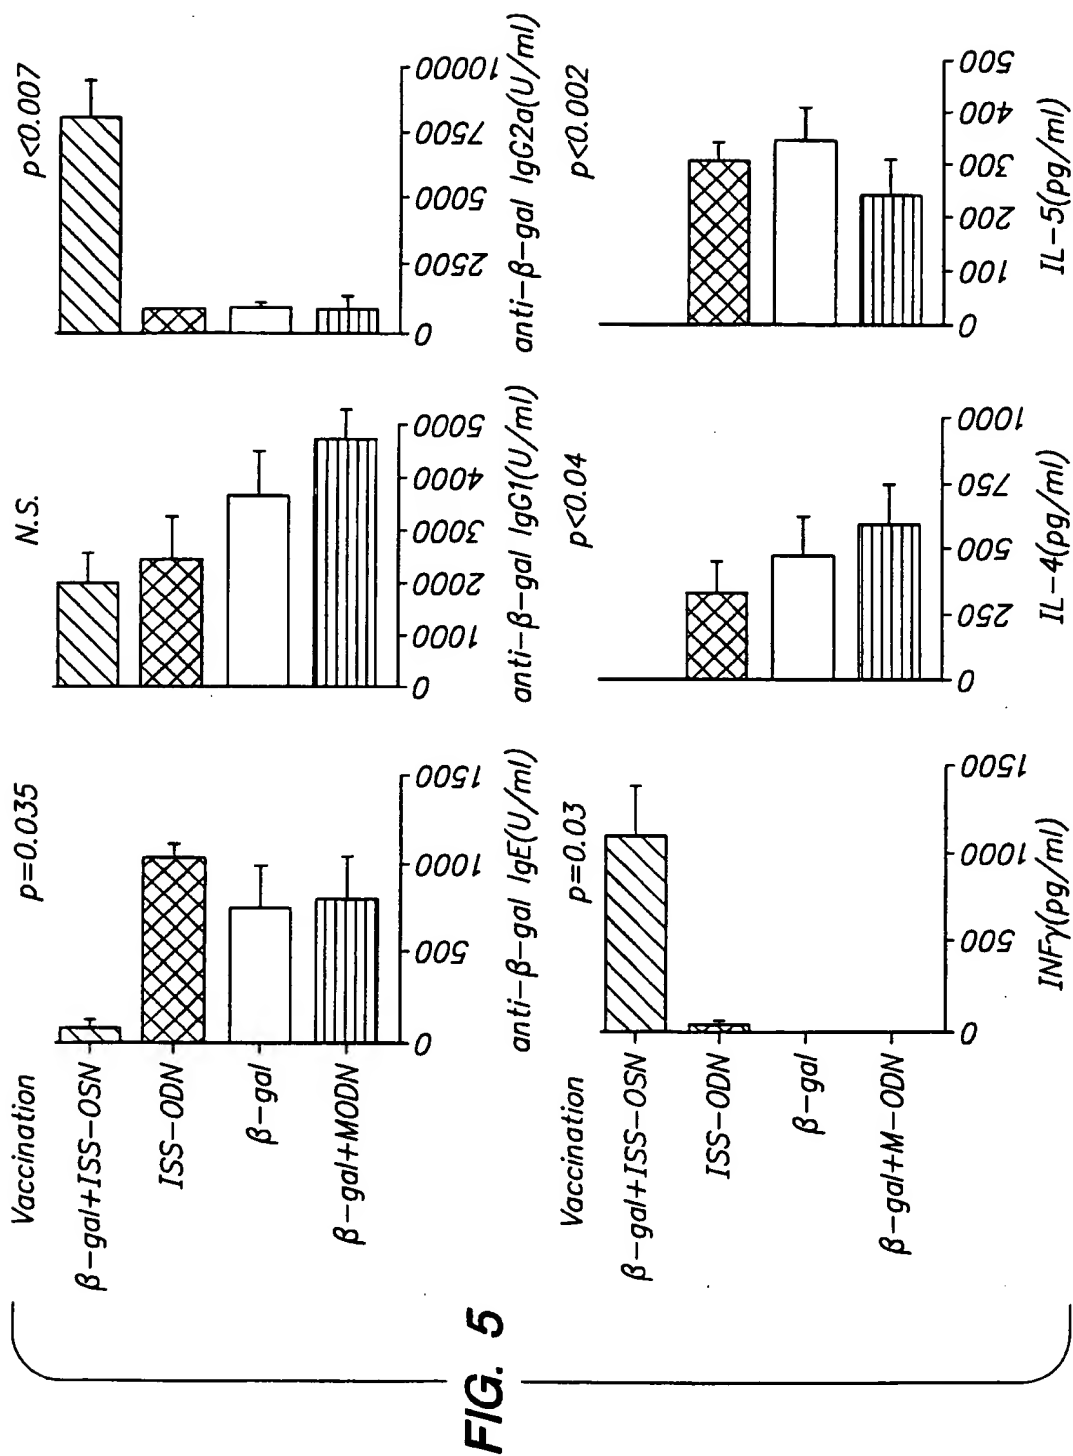 Vaccination
p=0.035
N.S.
p<0.007
β-gal+ISS-OSN
ISS-ODN
β-gal
β-gal+MODN
0 500 1000 1500
0 1000 2000 3000 4000 5000
0 2500 5000 7500 10000
anti-β-gal IgE(U/ml)
anti-β-gal IgG1(U/ml)
anti-β-gal IgG2a(U/ml)
Vaccination
p=0.03
p<0.04
p<0.002
β-gal+ISS-OSN
ISS-ODN
β-gal
β-gal+M-ODN
0 500 1000 1500
0 250 500 750 1000
0 100 200 300 400 500
INFγ(pg/ml)
IL-4(pg/ml)
IL-5(pg/ml)
FIG. 5